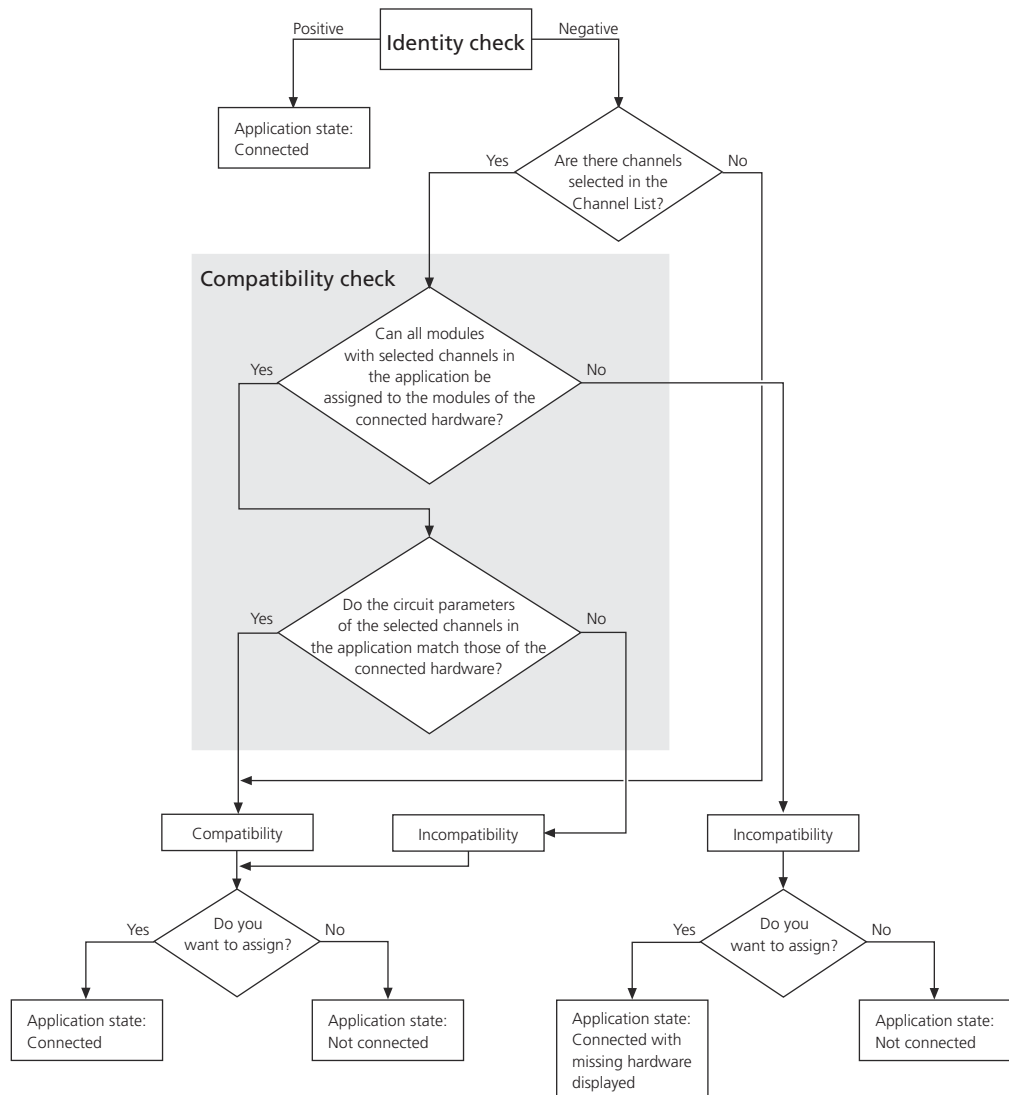 Positive
Identity check
Negative
Application state:
Connected
Yes
Are there channels
selected in the
Channel List?
No
Compatibility check
Can all modules
with selected channels in
the application be
assigned to the modules of the
connected hardware?
Yes
No
Do the circuit parameters
of the selected channels in
the application match those of the
connected hardware?
Yes
No
Compatibility
Incompatibility
Incompatibility
Yes
Do you
want to assign?
No
Yes
Do you
want to assign?
No
Application state:
Connected
Application state:
Not connected
Application state:
Connected with
missing hardware
displayed
Application state:
Not connected